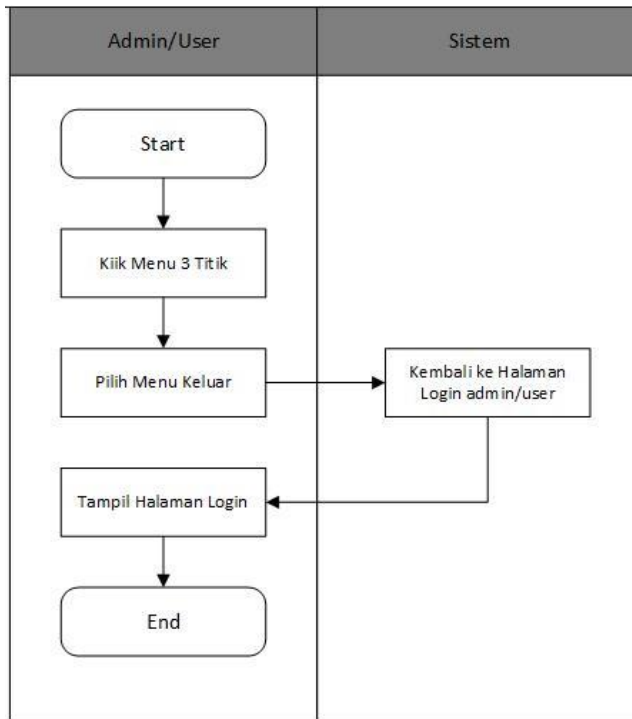 Admin/User
Sistem
Start
Kiik Menu 3 Titik
Pilih Menu Keluar
Kembali ke Halaman
Login admin/user
Tampil Halaman Login
End